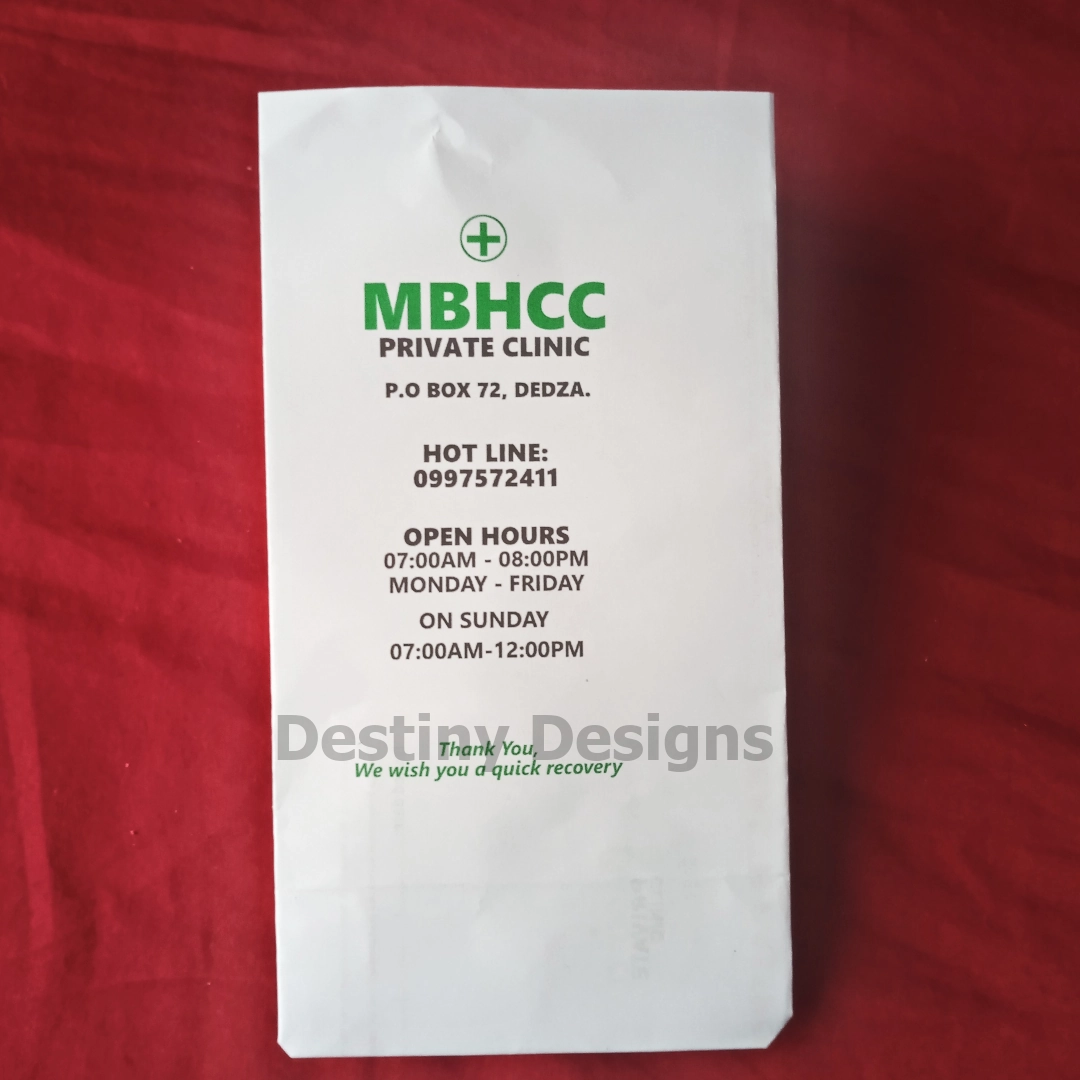 MBHCC
PRIVATE CLINIC
P.O BOX 72, DEDZA.
HOT LINE:
0997572411
OPEN HOURS
07:00AM - 08:00PM
MONDAY - FRIDAY
ON SUNDAY
07:00AM-12:00PM
Destiny Designs
Thank You,
We wish you a quick recovery